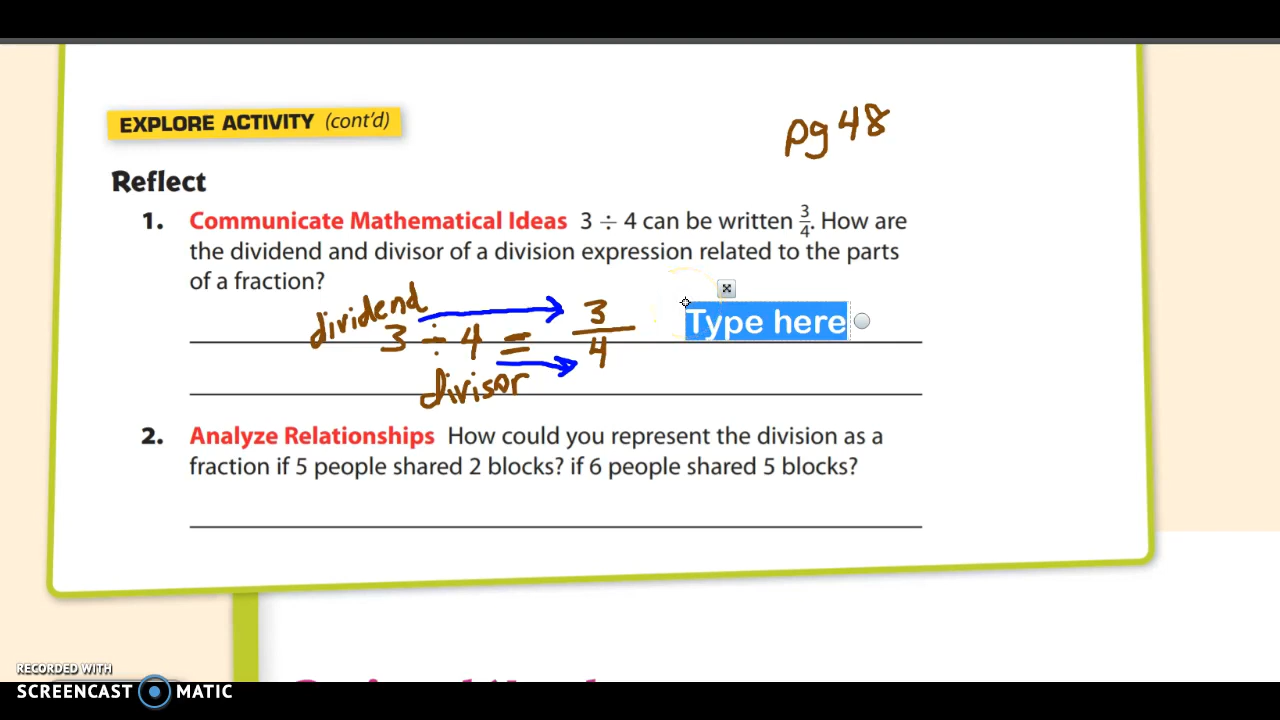 EXPLORE ACTIVITY (cont'd)
pg 48
Reflect
1. Communicate Mathematical Ideas 3 ÷ 4 can be written 3/4. How are
the dividend and divisor of a division expression related to the parts
of a fraction?
dividend
3 ÷ 4 = 3/4
Type here
divisor
2. Analyze Relationships How could you represent the division as a
fraction if 5 people shared 2 blocks? if 6 people shared 5 blocks?
RECORDED WITH
SCREENCAST MATIC